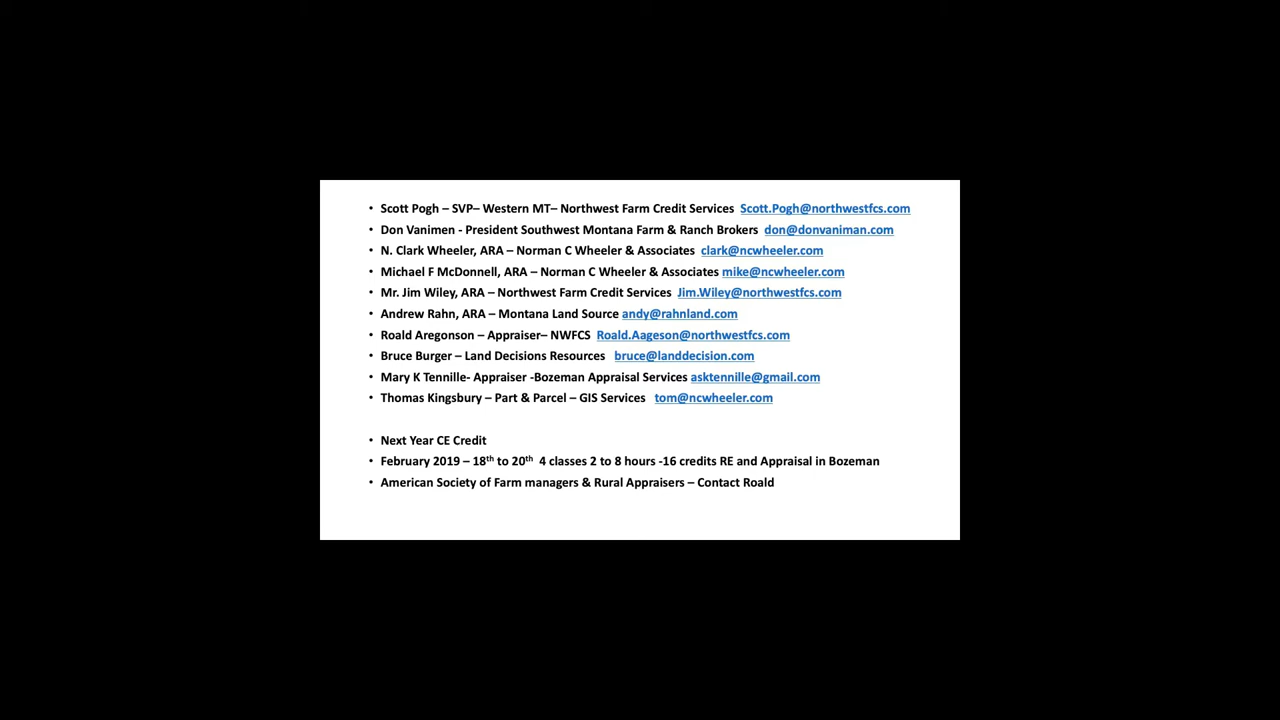 • Scott Pogh – SVP– Western MT– Northwest Farm Credit Services Scott.Pogh@northwestfcs.com
• Don Vanimen - President Southwest Montana Farm & Ranch Brokers don@donvaniman.com
• N. Clark Wheeler, ARA – Norman C Wheeler & Associates clark@ncwheeler.com
• Michael F McDonnell, ARA – Norman C Wheeler & Associates mike@ncwheeler.com
• Mr. Jim Wiley, ARA – Northwest Farm Credit Services Jim.Wiley@northwestfcs.com
• Andrew Rahn, ARA – Montana Land Source andy@rahnland.com
• Roald Aregonson – Appraiser– NWFCS Roald.Aageson@northwestfcs.com
• Bruce Burger – Land Decisions Resources bruce@landdecision.com
• Mary K Tennille- Appraiser -Bozeman Appraisal Services asktennille@gmail.com
• Thomas Kingsbury – Part & Parcel – GIS Services tom@ncwheeler.com
• Next Year CE Credit
• February 2019 – 18th to 20th 4 classes 2 to 8 hours -16 credits RE and Appraisal in Bozeman
• American Society of Farm managers & Rural Appraisers – Contact Roald